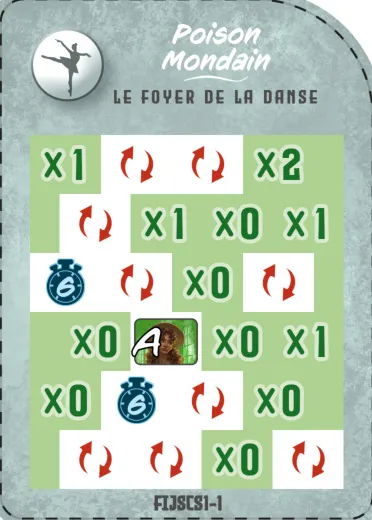 Poison
Mondain
LE FOYER DE LA DANSE
x1 x2
x1 x0 x1
6 x0
x0 A x0 x1
x0 6 x0
x0
FIJSCS1-1